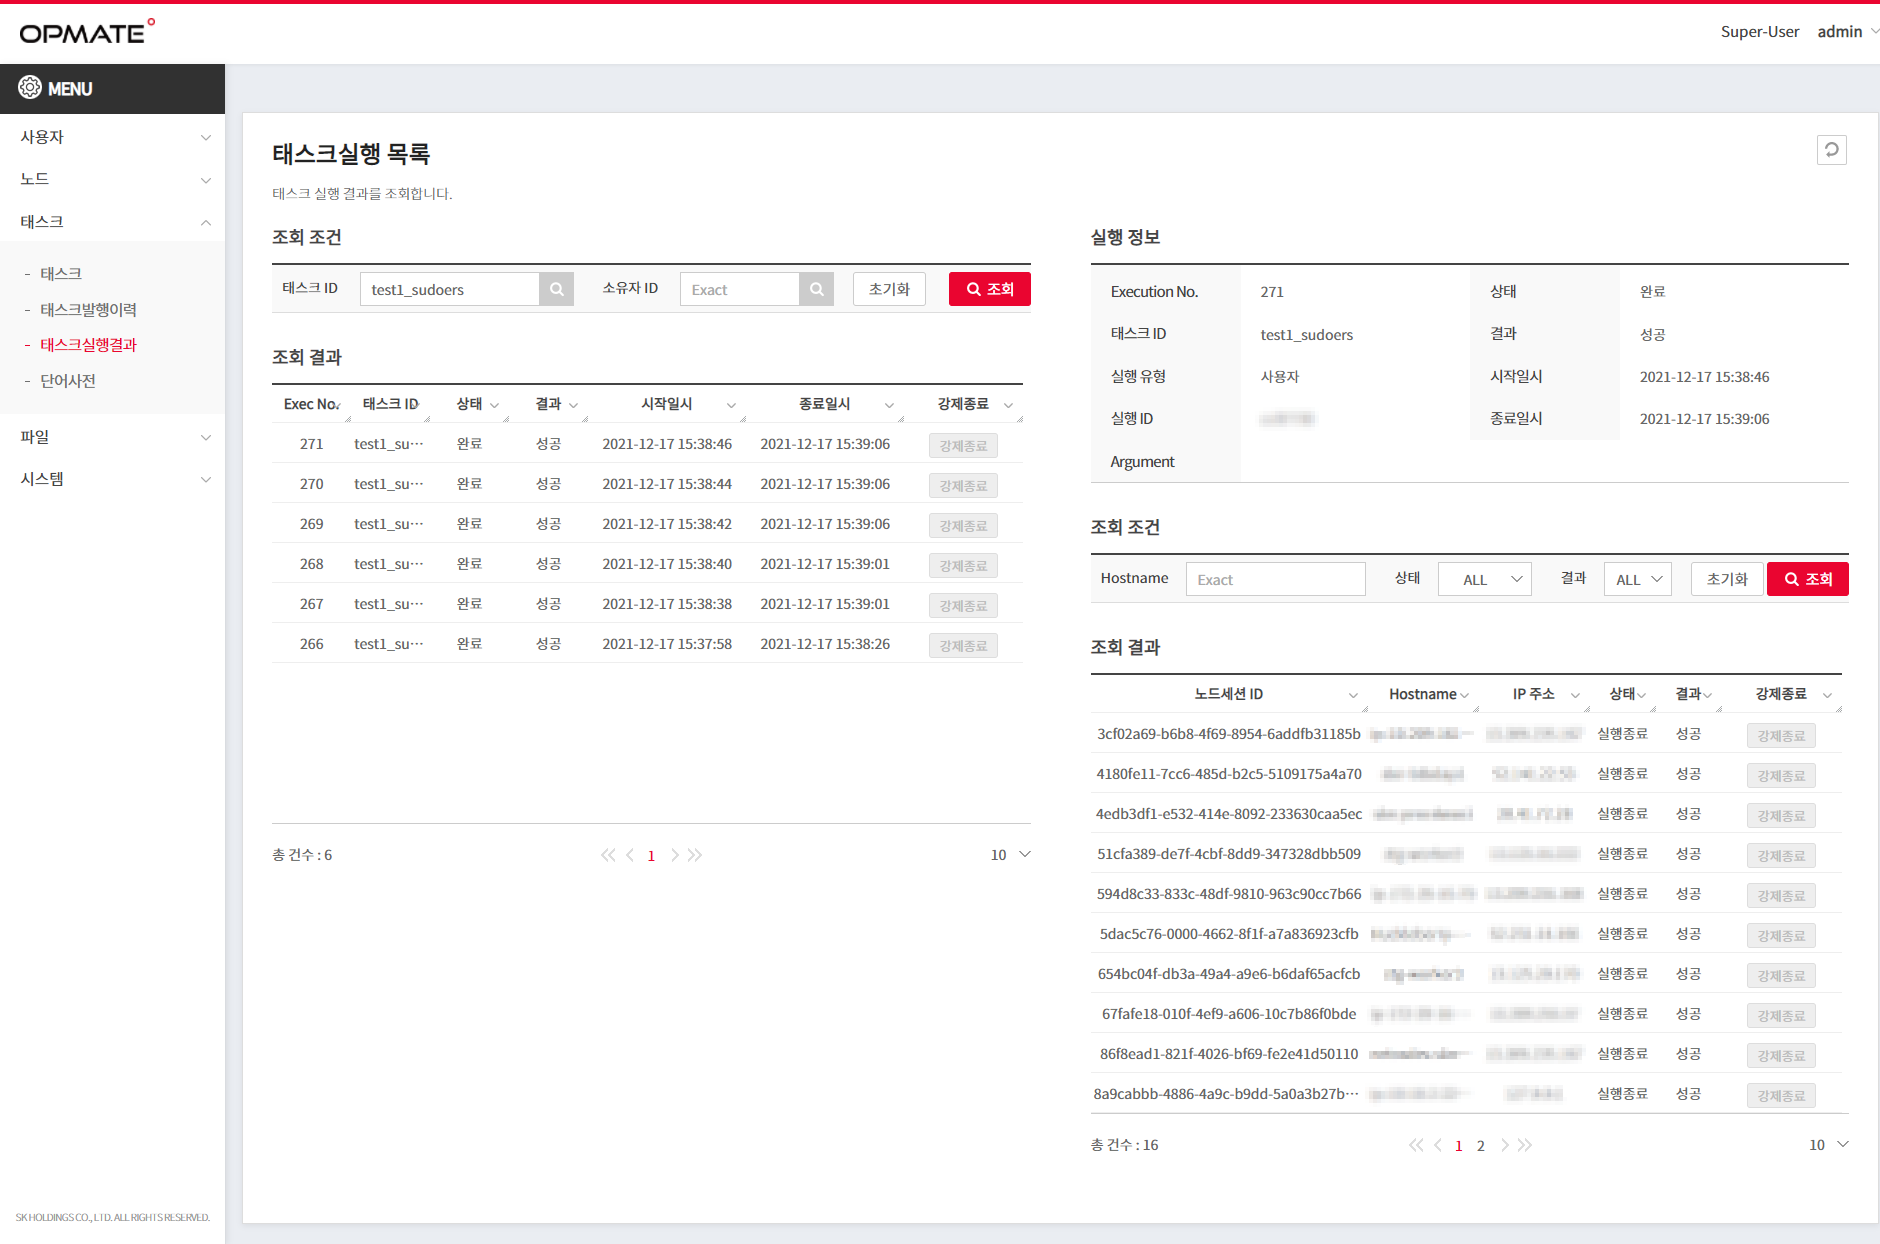 OPMATE
Super-User admin
MENU
사용자
노드
태스크
- 태스크
- 태스크발행이력
- 태스크실행결과
- 단어사전
파일
시스템
SK HOLDINGS CO., LTD. ALL RIGHTS RESERVED.
태스크실행 목록
태스크 실행 결과를 조회합니다.
조회 조건
태스크 ID test1_sudoers 소유자 ID Exact 초기화 조회
조회 결과
Exec No. 태스크 ID 상태 결과 시작일시 종료일시 강제종료
271 test1_su··· 완료 성공 2021-12-17 15:38:46 2021-12-17 15:39:06 강제종료
270 test1_su··· 완료 성공 2021-12-17 15:38:44 2021-12-17 15:39:06 강제종료
269 test1_su··· 완료 성공 2021-12-17 15:38:42 2021-12-17 15:39:06 강제종료
268 test1_su··· 완료 성공 2021-12-17 15:38:40 2021-12-17 15:39:01 강제종료
267 test1_su··· 완료 성공 2021-12-17 15:38:38 2021-12-17 15:39:01 강제종료
266 test1_su··· 완료 성공 2021-12-17 15:37:58 2021-12-17 15:38:26 강제종료
총 건수 : 6 1 10
실행 정보
Execution No. 271 상태 완료
태스크 ID test1_sudoers 결과 성공
실행 유형 사용자 시작일시 2021-12-17 15:38:46
실행 ID 종료일시 2021-12-17 15:39:06
Argument
조회 조건
Hostname Exact 상태 ALL 결과 ALL 초기화 조회
조회 결과
노드세션 ID Hostname IP 주소 상태 결과 강제종료
3cf02a69-b6b8-4f69-8954-6addfb31185b 실행종료 성공 강제종료
4180fe11-7cc6-485d-b2c5-5109175a4a70 실행종료 성공 강제종료
4edb3df1-e532-414e-8092-233630caa5ec 실행종료 성공 강제종료
51cfa389-de7f-4cbf-8dd9-347328dbb509 실행종료 성공 강제종료
594d8c33-833c-48df-9810-963c90cc7b66 실행종료 성공 강제종료
5dac5c76-0000-4662-8f1f-a7a836923cfb 실행종료 성공 강제종료
654bc04f-db3a-49a4-a9e6-b6daf65acfcb 실행종료 성공 강제종료
67fafe18-010f-4ef9-a606-10c7b86f0bde 실행종료 성공 강제종료
86f8ead1-821f-4026-bf69-fe2e41d50110 실행종료 성공 강제종료
8a9cabbb-4886-4a9c-b9dd-5a0a3b27b··· 실행종료 성공 강제종료
총 건수 : 16 1 2 10